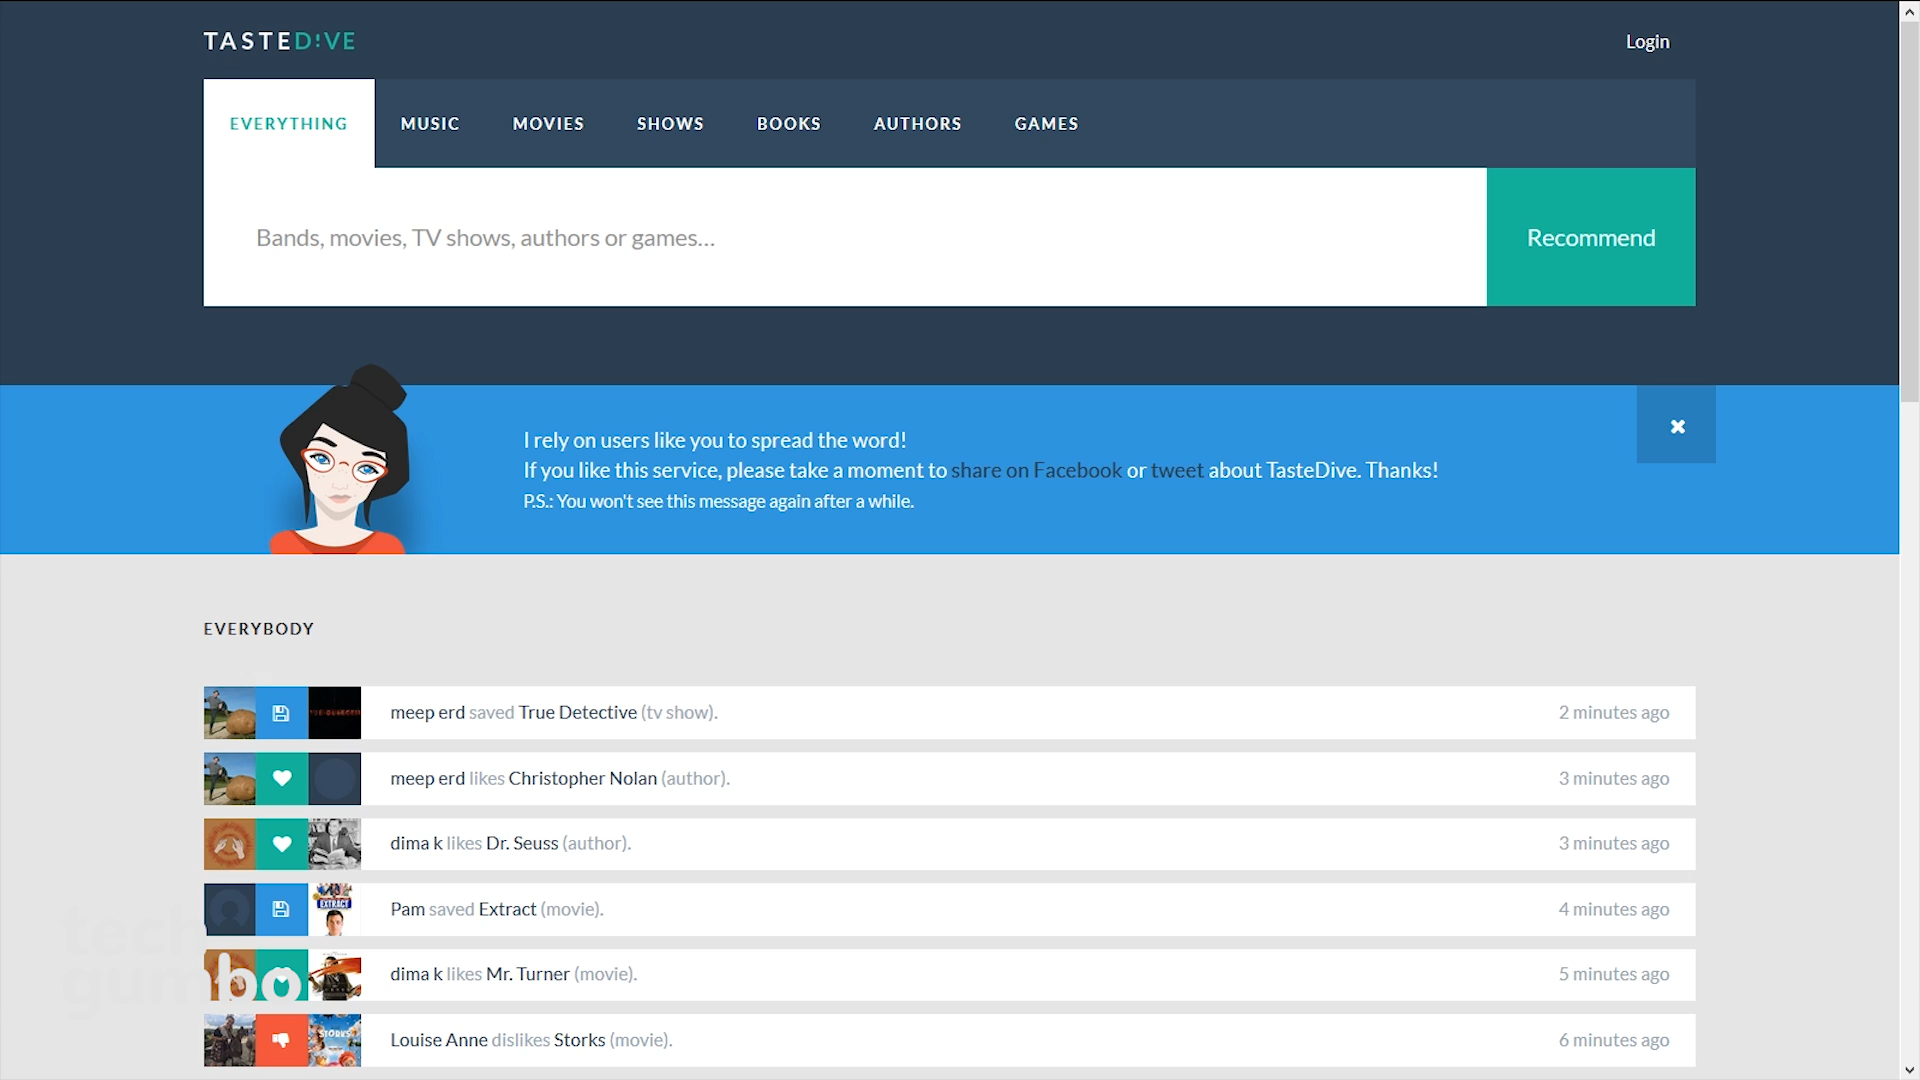 TASTED!VE
Login
EVERYTHING MUSIC MOVIES SHOWS BOOKS AUTHORS GAMES
Bands, movies, TV shows, authors or games...
Recommend
I rely on users like you to spread the word!
If you like this service, please take a moment to share on Facebook or tweet about TasteDive. Thanks!
P.S.: You won't see this message again after a while.
EVERYBODY
meep erd saved True Detective (tv show). 2 minutes ago
meep erd likes Christopher Nolan (author). 3 minutes ago
dima k likes Dr. Seuss (author). 3 minutes ago
EXTRACT
Pam saved Extract (movie). 4 minutes ago
dima k likes Mr. Turner (movie). 5 minutes ago
STORKS
Louise Anne dislikes Storks (movie). 6 minutes ago
tech
gumbo